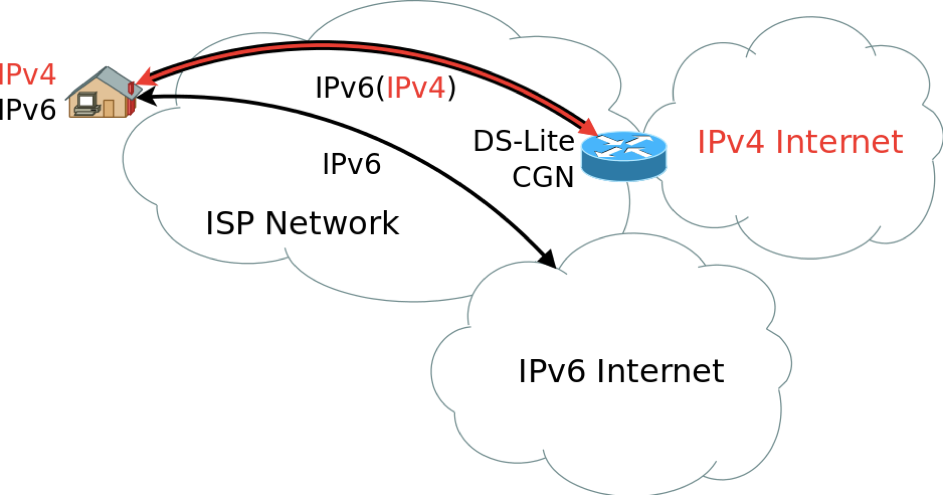 IPv4
IPv6
IPv6(IPv4)
IPv6
ISP Network
DS-Lite
CGN
IPv4 Internet
IPv6 Internet